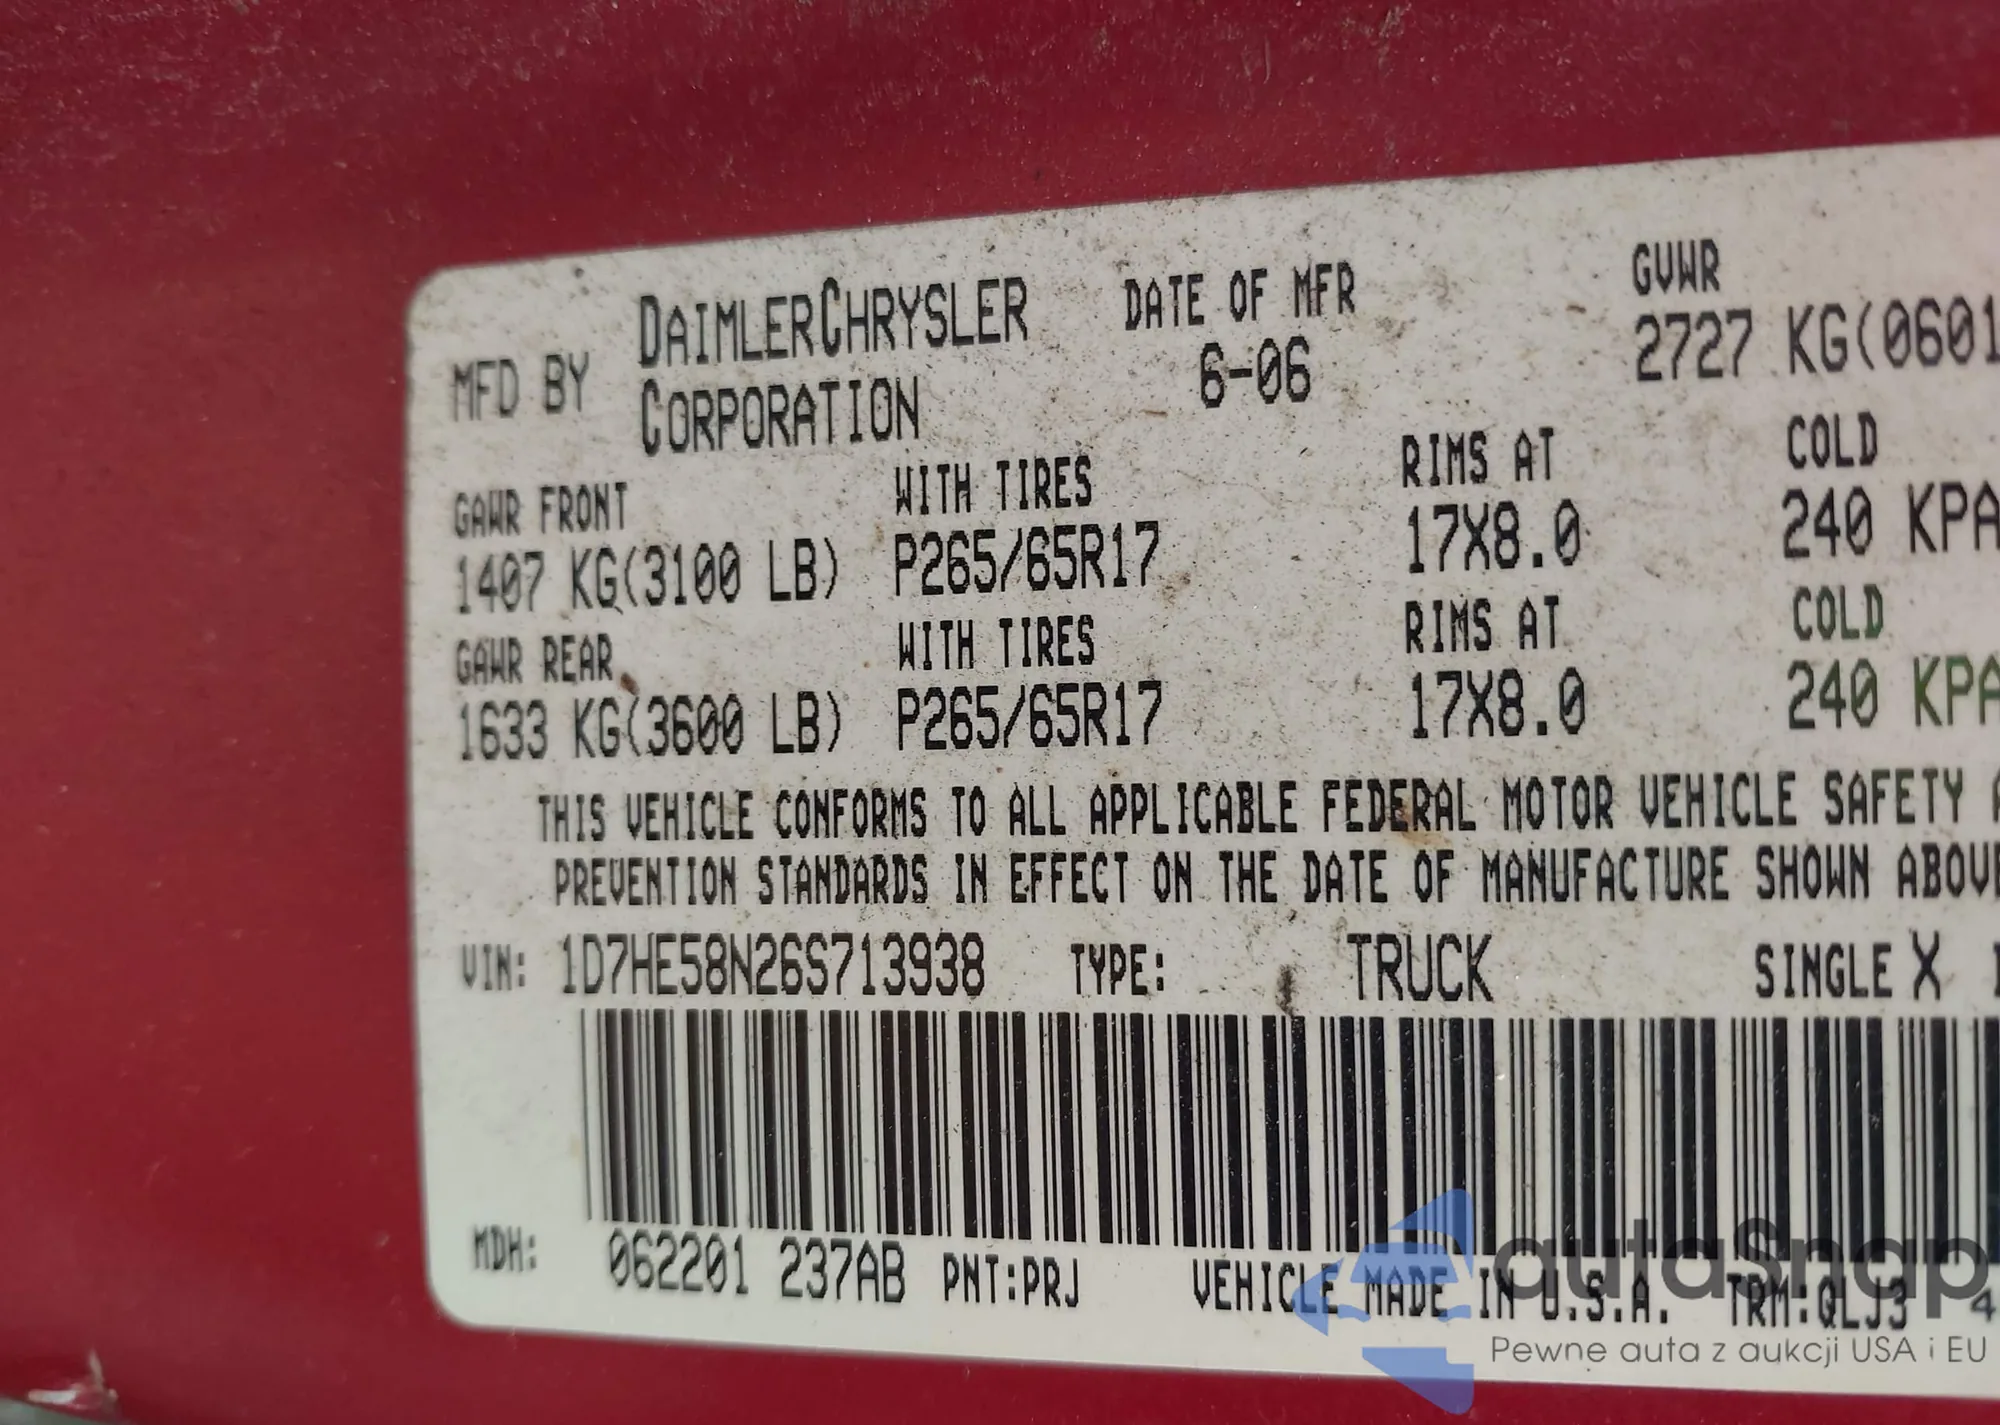 MFD BY DAIMLERCHRYSLER CORPORATION DATE OF MFR 6-06 GVWR 2727 KG(0601
GAWR FRONT WITH TIRES RIMS AT COLD
1407 KG(3100 LB) P265/65R17 17X8.0 240 KPA
GAWR REAR WITH TIRES RIMS AT COLD
1633 KG(3600 LB) P265/65R17 17X8.0 240 KPA
THIS VEHICLE CONFORMS TO ALL APPLICABLE FEDERAL MOTOR VEHICLE SAFETY A
PREVENTION STANDARDS IN EFFECT ON THE DATE OF MANUFACTURE SHOWN ABOVE
VIN: 1D7HE58N26S713938 TYPE: TRUCK SINGLE X
MDH: 062201 237AB PNT:PRJ VEHICLE MADE IN U.S.A. TRM:QLJ3 4
autaSnap
Pewne auta z aukcji USA i EU